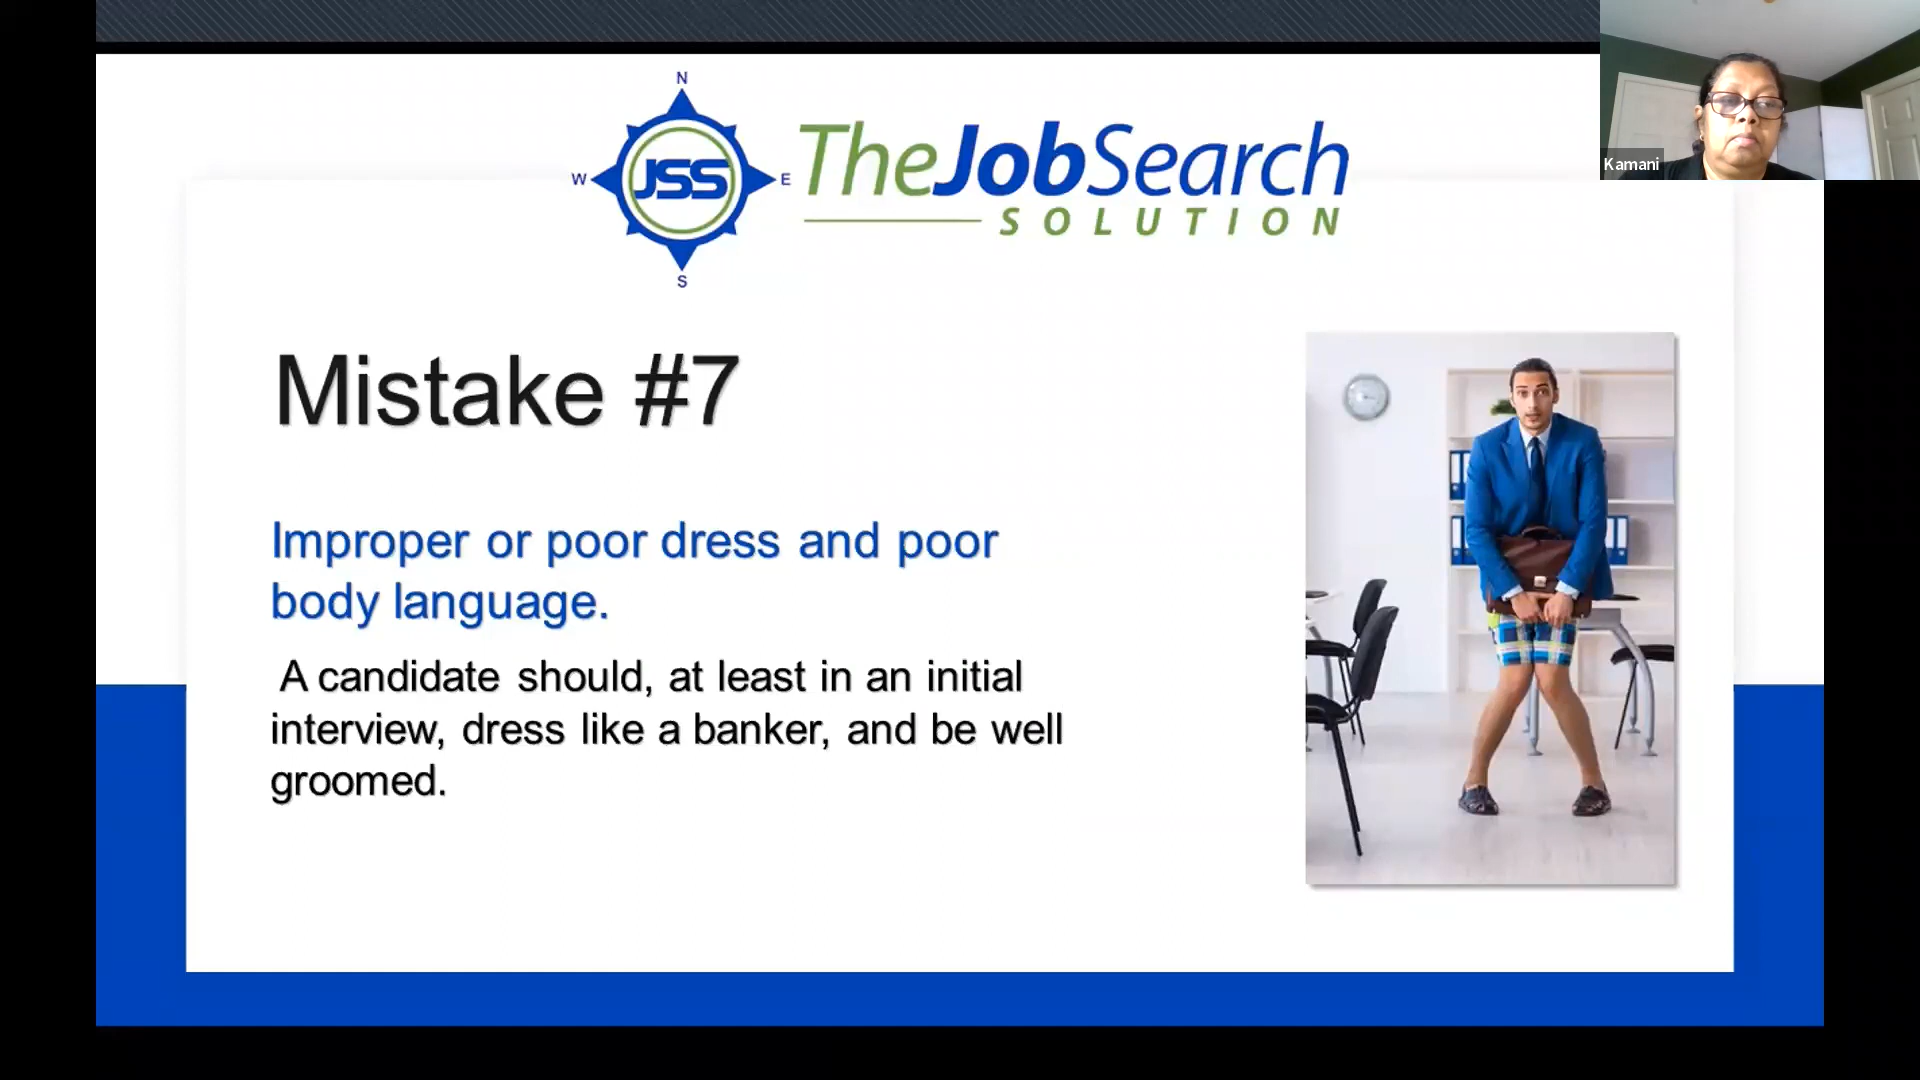 N
W
JSS
E
TheJobSearch
SOLUTION
S
Kamani
Mistake #7
Improper or poor dress and poor
body language.
A candidate should, at least in an initial
interview, dress like a banker, and be well
groomed.